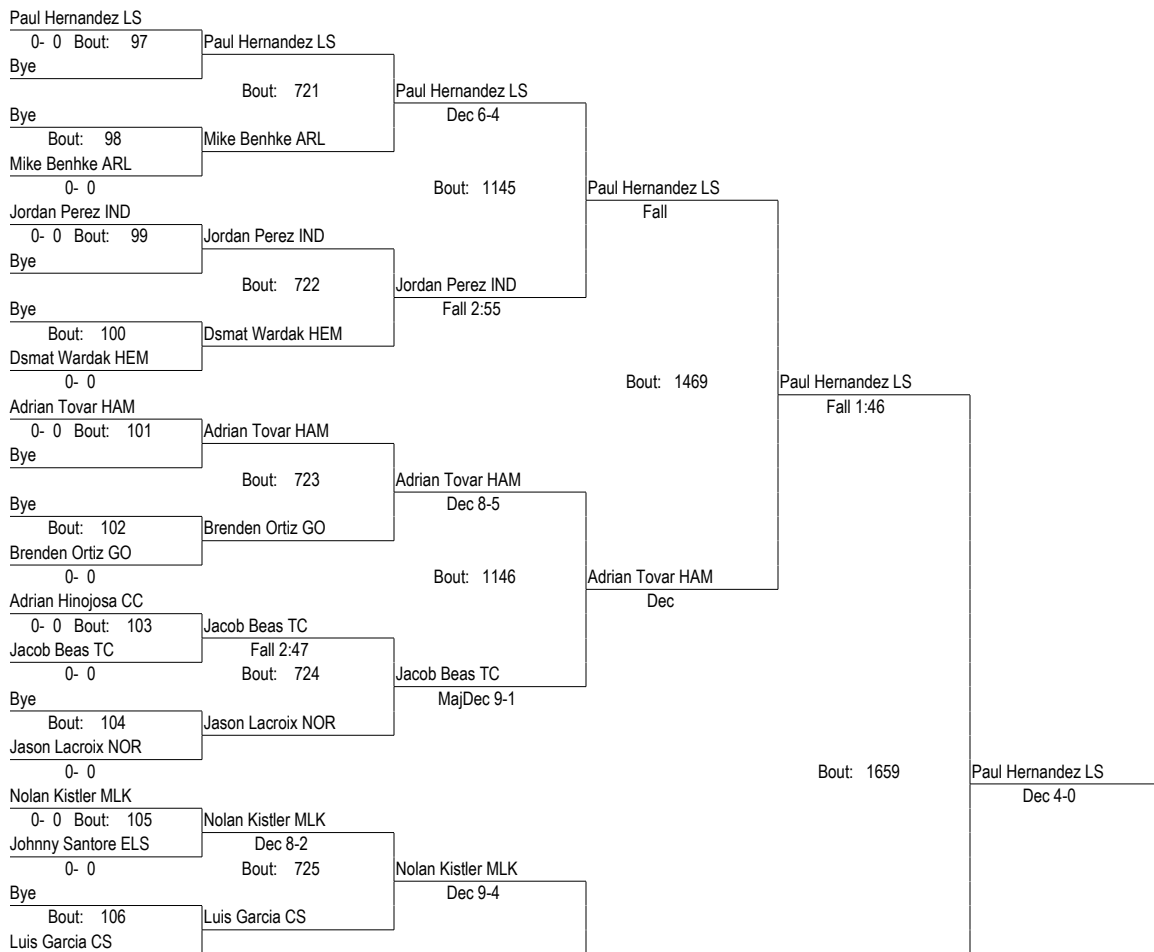 Paul Hernandez LS
0- 0 Bout: 97 Paul Hernandez LS
Bye
Bout: 721 Paul Hernandez LS
Bye Dec 6-4
Bout: 98 Mike Benhke ARL
Mike Benhke ARL
0- 0 Bout: 1145 Paul Hernandez LS
Jordan Perez IND Fall
0- 0 Bout: 99 Jordan Perez IND
Bye
Bout: 722 Jordan Perez IND
Bye Fall 2:55
Bout: 100 Dsmat Wardak HEM
Dsmat Wardak HEM
0- 0 Bout: 1469 Paul Hernandez LS
Adrian Tovar HAM Fall 1:46
0- 0 Bout: 101 Adrian Tovar HAM
Bye
Bout: 723 Adrian Tovar HAM
Bye Dec 8-5
Bout: 102 Brenden Ortiz GO
Brenden Ortiz GO
0- 0 Bout: 1146 Adrian Tovar HAM
Adrian Hinojosa CC Dec
0- 0 Bout: 103 Jacob Beas TC
Jacob Beas TC Fall 2:47
0- 0 Bout: 724 Jacob Beas TC
Bye MajDec 9-1
Bout: 104 Jason Lacroix NOR
Jason Lacroix NOR
0- 0 Bout: 1659 Paul Hernandez LS
Nolan Kistler MLK Dec 4-0
0- 0 Bout: 105 Nolan Kistler MLK
Johnny Santore ELS Dec 8-2
0- 0 Bout: 725 Nolan Kistler MLK
Bye Dec 9-4
Bout: 106 Luis Garcia CS
Luis Garcia CS